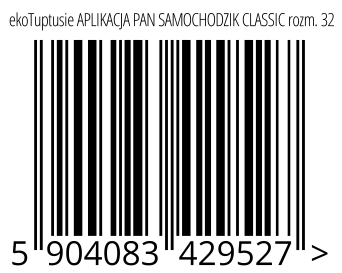 ekoTuptusie APLIKACJA PAN SAMOCHODZIK CLASSIC rozm. 32
5 904083 429527 >